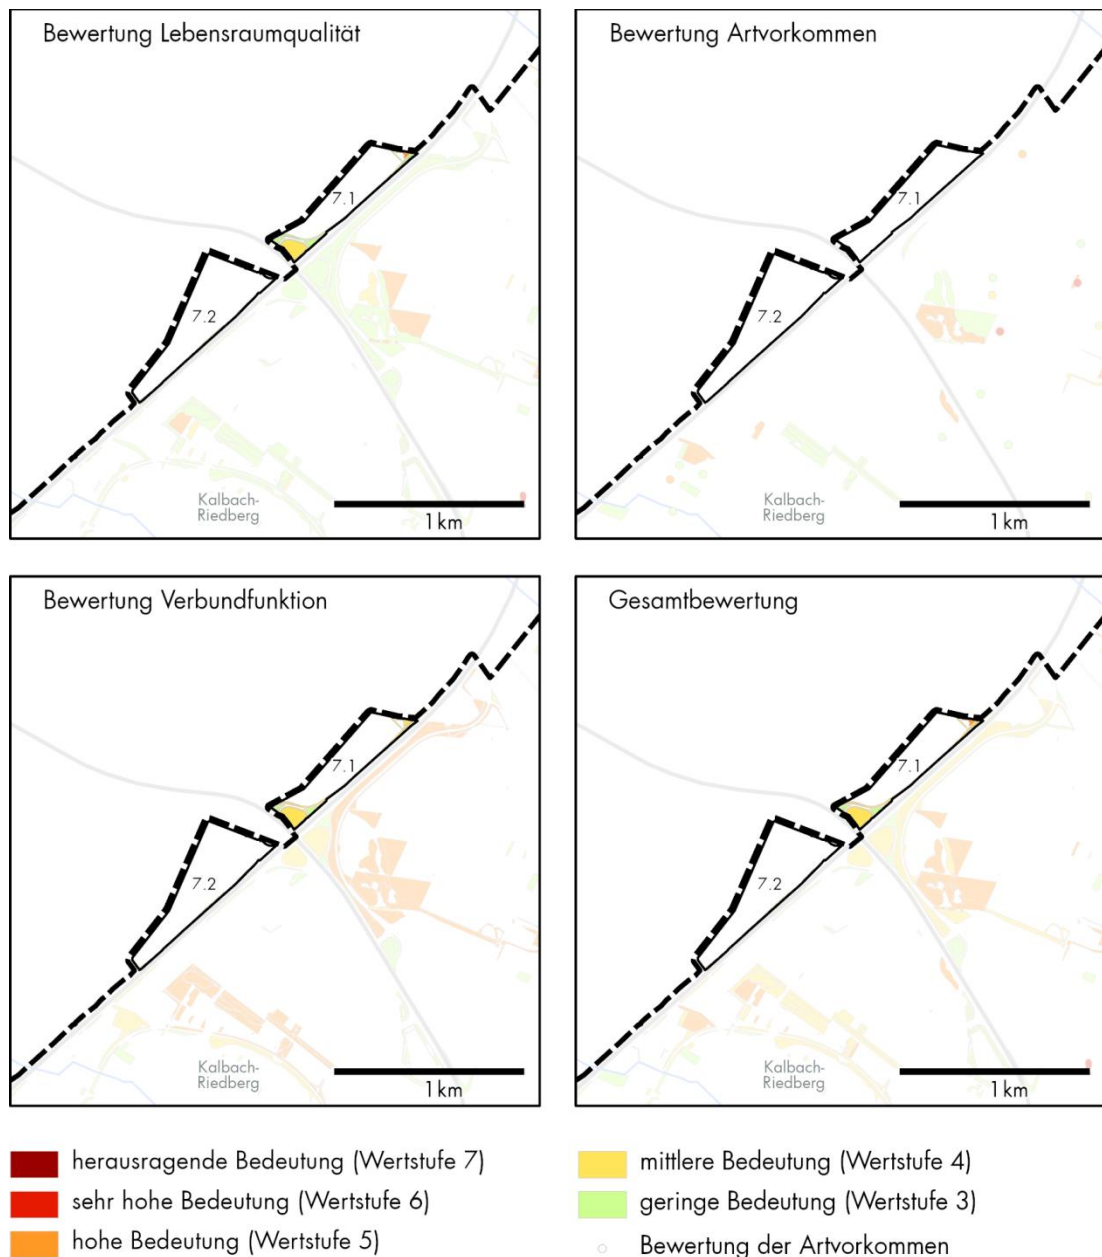 Bewertung Lebensraumqualität
7.1
7.2
Kalbach-
Riedberg
1 km
Bewertung Artvorkommen
7.1
7.2
Kalbach-
Riedberg
1 km
Bewertung Verbundfunktion
7.1
7.2
Kalbach-
Riedberg
1 km
Gesamtbewertung
7.1
7.2
Kalbach-
Riedberg
1 km
herausragende Bedeutung (Wertstufe 7)
sehr hohe Bedeutung (Wertstufe 6)
hohe Bedeutung (Wertstufe 5)
mittlere Bedeutung (Wertstufe 4)
geringe Bedeutung (Wertstufe 3)
Bewertung der Artvorkommen